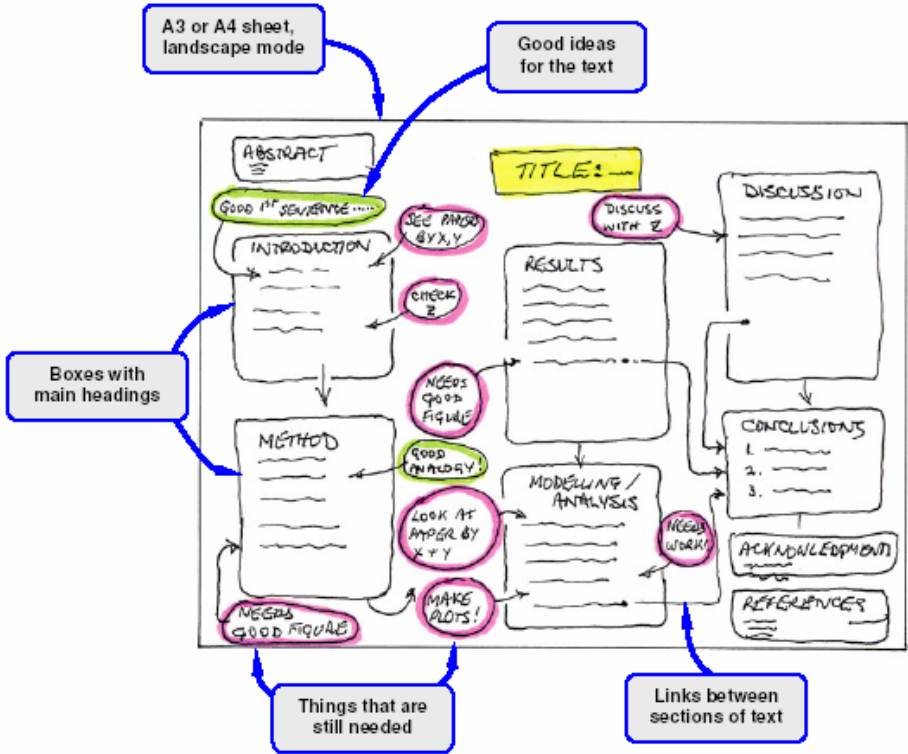 A3 or A4 sheet,
landscape mode
Good ideas
for the text
ABSTRACT
TITLE:
GOOD 1ST SENTENCE.....
SEE PAPERS
BY X, Y
INTRODUCTION
CHECK
Z
Boxes with
main headings
METHOD
GOOD
ANALOGY!
NEEDS
GOOD
FIGURE
LOOK AT
PAPER BY
X + Y
NEEDS
GOOD FIGURE
MAKE
PLOTS!
RESULTS
MODELLING/
ANALYSIS
NEEDS
WORK!
DISCUSS
WITH Z
DISCUSSION
CONCLUSIONS
1.
2.
3.
ACKNOWLEDGMENTS
REFERENCES
Things that are
still needed
Links between
sections of text